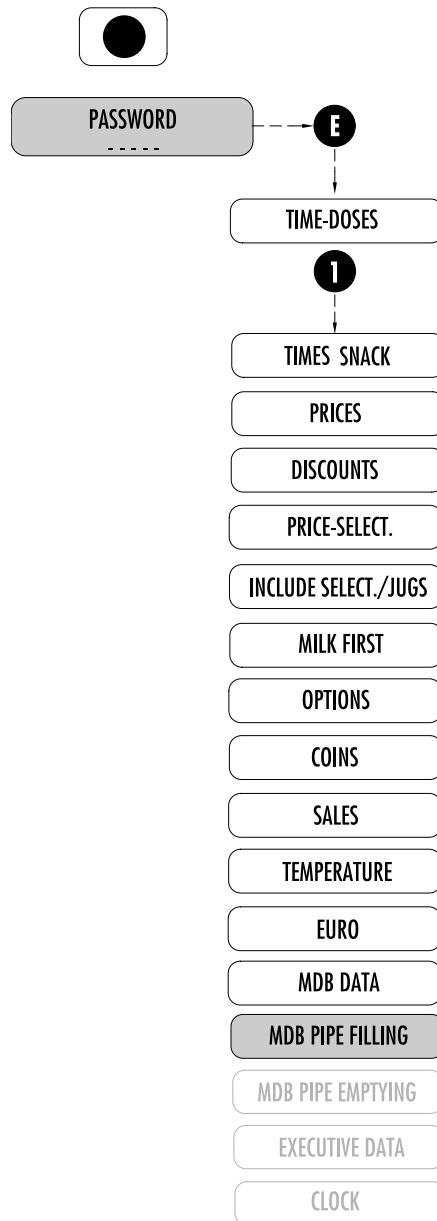 PASSWORD
- - - - -
E
TIME-DOSES
1
TIMES SNACK
PRICES
DISCOUNTS
PRICE-SELECT.
INCLUDE SELECT./JUGS
MILK FIRST
OPTIONS
COINS
SALES
TEMPERATURE
EURO
MDB DATA
MDB PIPE FILLING
MDB PIPE EMPTYING
EXECUTIVE DATA
CLOCK